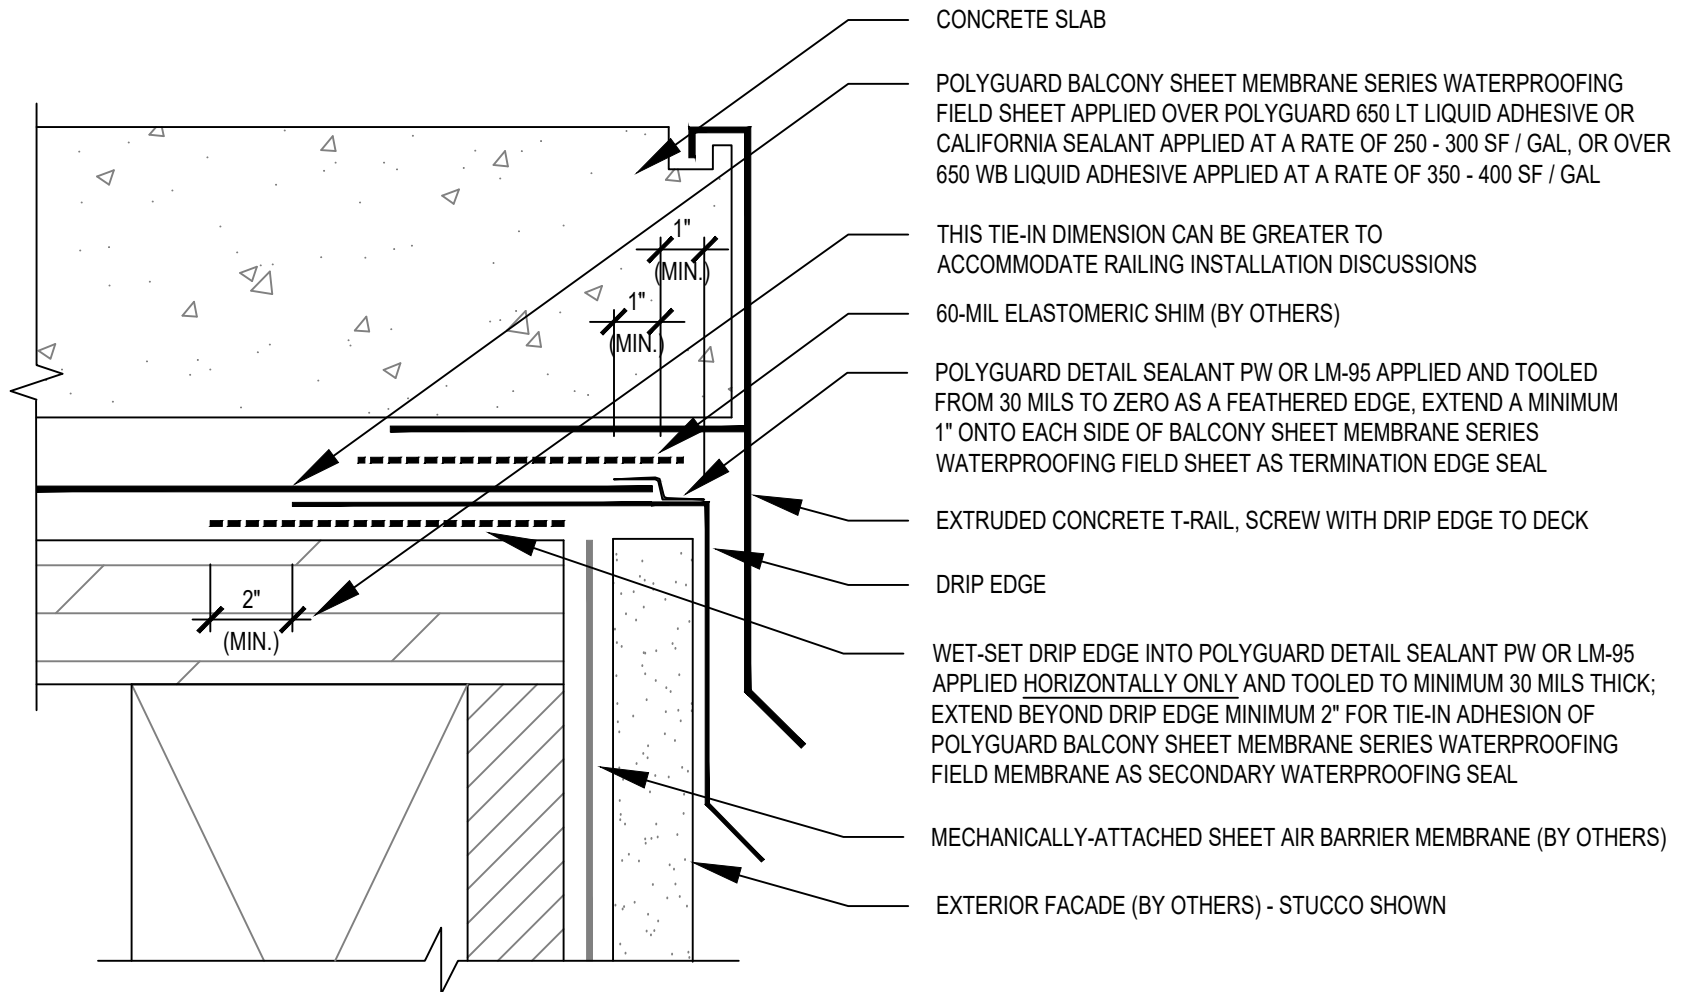 CONCRETE SLAB
POLYGUARD BALCONY SHEET MEMBRANE SERIES WATERPROOFING
FIELD SHEET APPLIED OVER POLYGUARD 650 LT LIQUID ADHESIVE OR
CALIFORNIA SEALANT APPLIED AT A RATE OF 250 - 300 SF / GAL, OR OVER
650 WB LIQUID ADHESIVE APPLIED AT A RATE OF 350 - 400 SF / GAL
THIS TIE-IN DIMENSION CAN BE GREATER TO
ACCOMMODATE RAILING INSTALLATION DISCUSSIONS
60-MIL ELASTOMERIC SHIM (BY OTHERS)
POLYGUARD DETAIL SEALANT PW OR LM-95 APPLIED AND TOOLED
FROM 30 MILS TO ZERO AS A FEATHERED EDGE, EXTEND A MINIMUM
1" ONTO EACH SIDE OF BALCONY SHEET MEMBRANE SERIES
WATERPROOFING FIELD SHEET AS TERMINATION EDGE SEAL
EXTRUDED CONCRETE T-RAIL, SCREW WITH DRIP EDGE TO DECK
DRIP EDGE
WET-SET DRIP EDGE INTO POLYGUARD DETAIL SEALANT PW OR LM-95
APPLIED HORIZONTALLY ONLY AND TOOLED TO MINIMUM 30 MILS THICK;
EXTEND BEYOND DRIP EDGE MINIMUM 2" FOR TIE-IN ADHESION OF
POLYGUARD BALCONY SHEET MEMBRANE SERIES WATERPROOFING
FIELD MEMBRANE AS SECONDARY WATERPROOFING SEAL
MECHANICALLY-ATTACHED SHEET AIR BARRIER MEMBRANE (BY OTHERS)
EXTERIOR FACADE (BY OTHERS) - STUCCO SHOWN
1"
(MIN.)
1"
(MIN.)
2"
(MIN.)